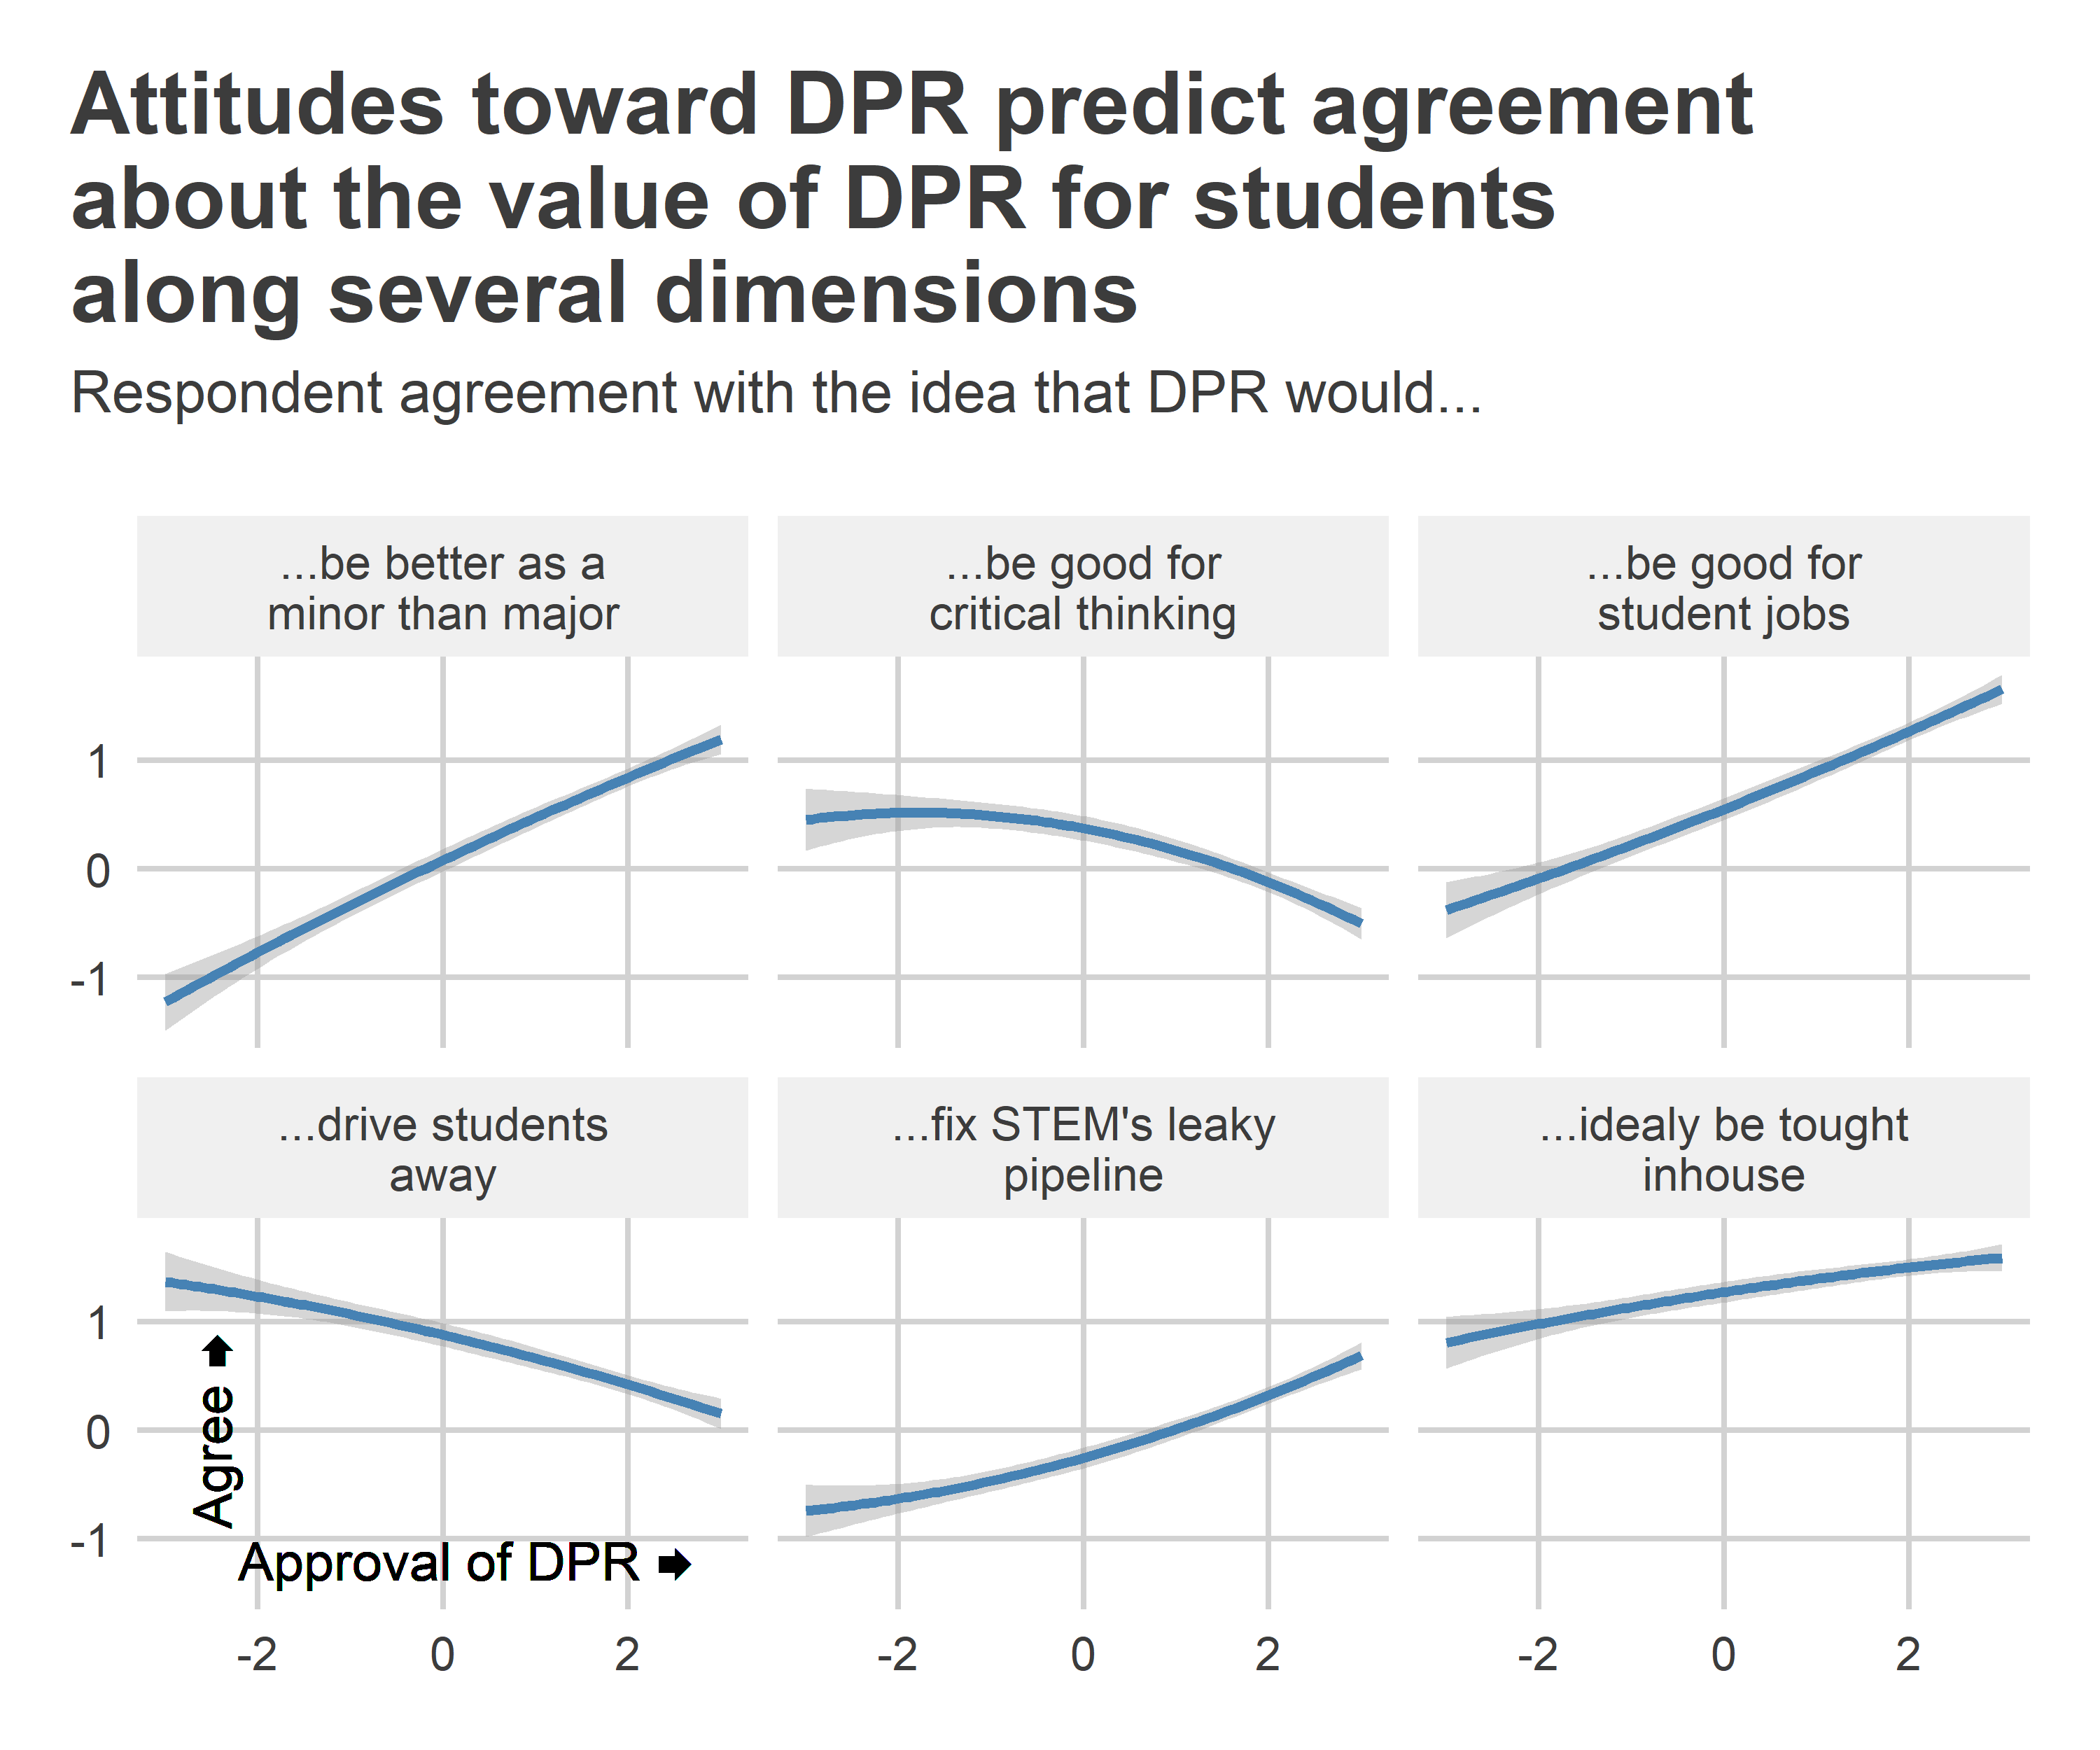 Attitudes toward DPR predict agreement
about the value of DPR for students
along several dimensions
Respondent agreement with the idea that DPR would...
...be better as a
minor than major
...be good for
critical thinking
...be good for
student jobs
1
0
-1
...drive students
away
...fix STEM's leaky
pipeline
...idealy be tought
inhouse
1
0
-1
Agree 🡅
Approval of DPR 🡆
-2 0 2
-2 0 2
-2 0 2